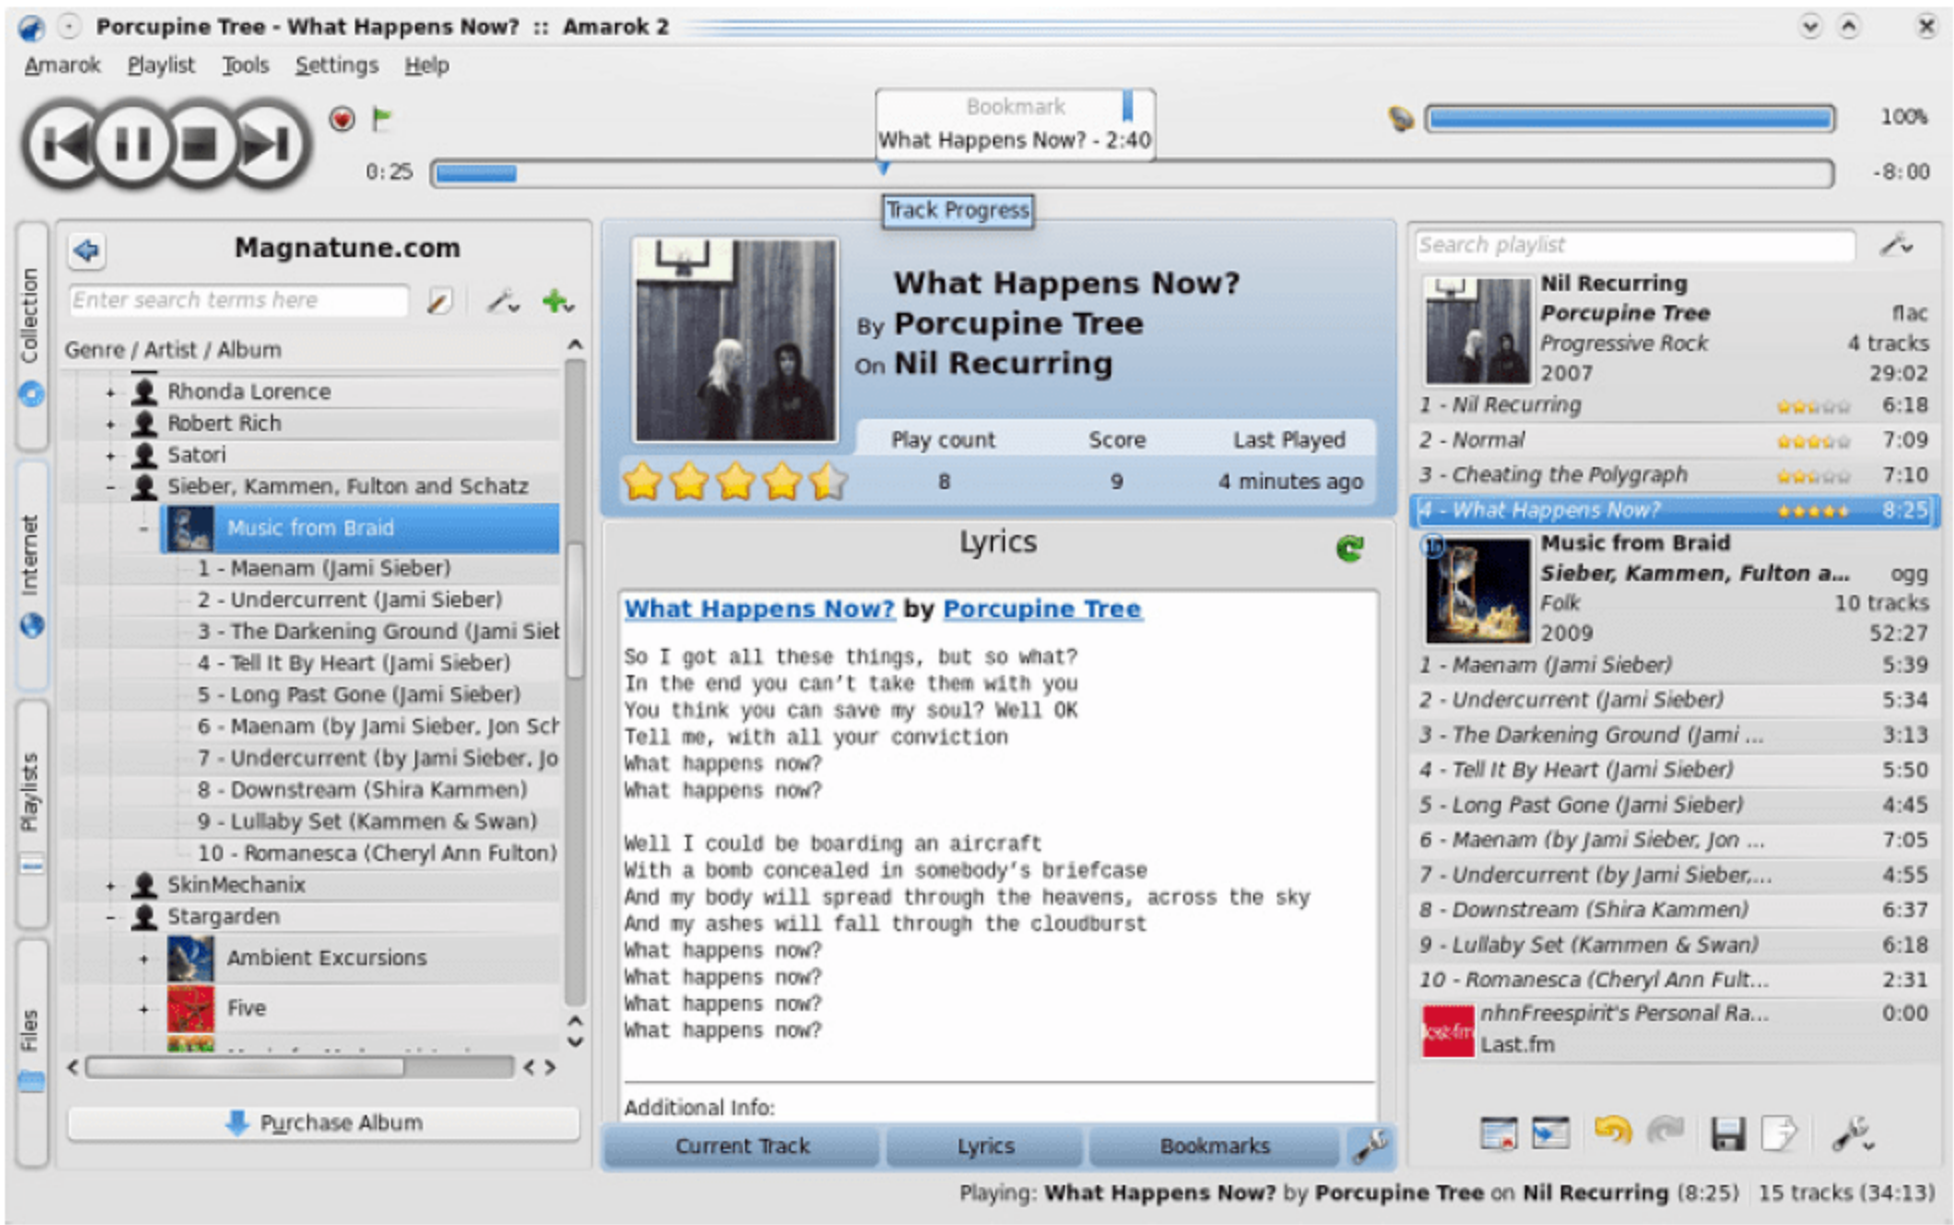 Porcupine Tree - What Happens Now? :: Amarok 2
Amarok Playlist Tools Settings Help
Bookmark
What Happens Now? - 2:40
100%
0:25
-8:00
Track Progress
Collection
Internet
Playlists
Files
Magnatune.com
Enter search terms here
Genre / Artist / Album
Rhonda Lorence
Robert Rich
Satori
Sieber, Kammen, Fulton and Schatz
Music from Braid
1 - Maenam (Jami Sieber)
2 - Undercurrent (Jami Sieber)
3 - The Darkening Ground (Jami Sieb
4 - Tell It By Heart (Jami Sieber)
5 - Long Past Gone (Jami Sieber)
6 - Maenam (by Jami Sieber, Jon Sch
7 - Undercurrent (by Jami Sieber, Jo
8 - Downstream (Shira Kammen)
9 - Lullaby Set (Kammen & Swan)
10 - Romanesca (Cheryl Ann Fulton)
SkinMechanix
Stargarden
Ambient Excursions
Five
Purchase Album
What Happens Now?
By Porcupine Tree
On Nil Recurring
Play count Score Last Played
8 9 4 minutes ago
Lyrics
What Happens Now? by Porcupine Tree
So I got all these things, but so what?
In the end you can't take them with you
You think you can save my soul? Well OK
Tell me, with all your conviction
What happens now?
What happens now?
Well I could be boarding an aircraft
With a bomb concealed in somebody's briefcase
And my body will spread through the heavens, across the sky
And my ashes will fall through the cloudburst
What happens now?
What happens now?
What happens now?
What happens now?
Additional Info:
Current Track Lyrics Bookmarks
Search playlist
Nil Recurring
Porcupine Tree flac
Progressive Rock 4 tracks
2007 29:02
1 - Nil Recurring 6:18
2 - Normal 7:09
3 - Cheating the Polygraph 7:10
4 - What Happens Now? 8:25
Music from Braid
Sieber, Kammen, Fulton a... ogg
Folk 10 tracks
2009 52:27
1 - Maenam (Jami Sieber) 5:39
2 - Undercurrent (Jami Sieber) 5:34
3 - The Darkening Ground (Jami ... 3:13
4 - Tell It By Heart (Jami Sieber) 5:50
5 - Long Past Gone (Jami Sieber) 4:45
6 - Maenam (by Jami Sieber, Jon ... 7:05
7 - Undercurrent (by Jami Sieber,... 4:55
8 - Downstream (Shira Kammen) 6:37
9 - Lullaby Set (Kammen & Swan) 6:18
10 - Romanesca (Cheryl Ann Fult... 2:31
nhnFreespirit's Personal Ra... 0:00
last.fm
Last.fm
Playing: What Happens Now? by Porcupine Tree on Nil Recurring (8:25) 15 tracks (34:13)